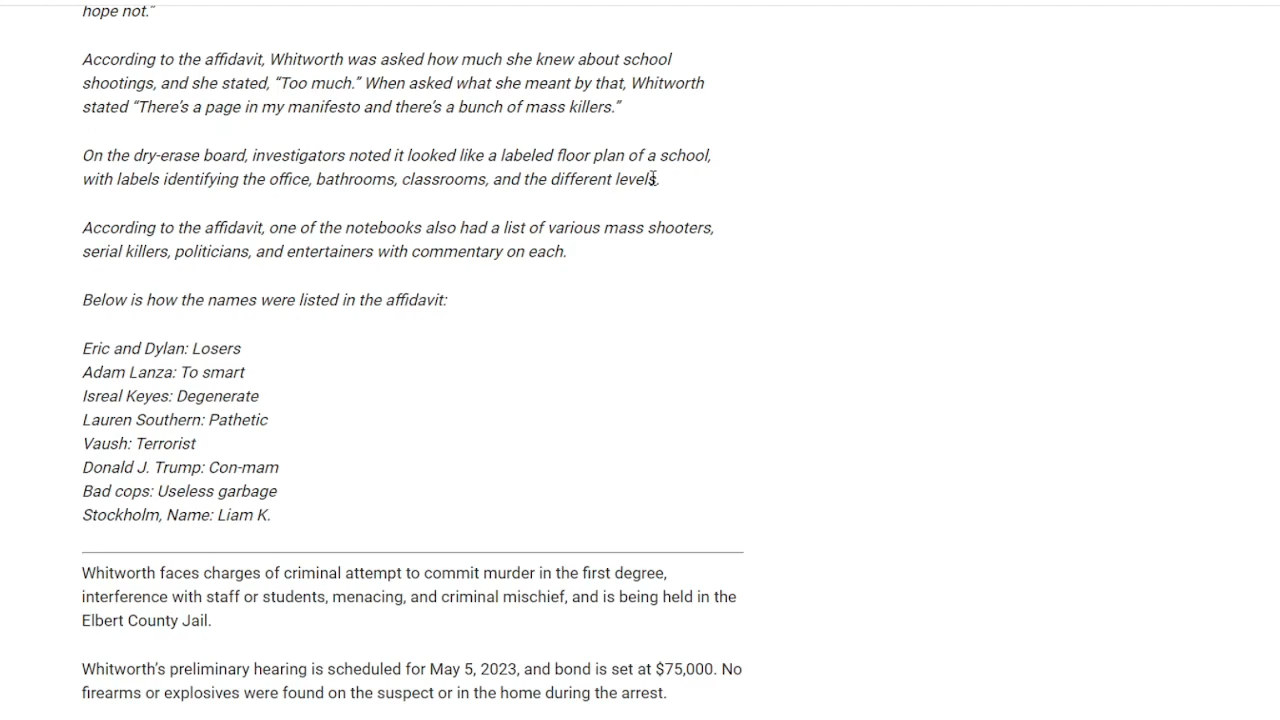 hope not."
According to the affidavit, Whitworth was asked how much she knew about school
shootings, and she stated, “Too much.” When asked what she meant by that, Whitworth
stated “There’s a page in my manifesto and there’s a bunch of mass killers.”
On the dry-erase board, investigators noted it looked like a labeled floor plan of a school,
with labels identifying the office, bathrooms, classrooms, and the different levels.
According to the affidavit, one of the notebooks also had a list of various mass shooters,
serial killers, politicians, and entertainers with commentary on each.
Below is how the names were listed in the affidavit:
Eric and Dylan: Losers
Adam Lanza: To smart
Isreal Keyes: Degenerate
Lauren Southern: Pathetic
Vaush: Terrorist
Donald J. Trump: Con-mam
Bad cops: Useless garbage
Stockholm, Name: Liam K.
Whitworth faces charges of criminal attempt to commit murder in the first degree,
interference with staff or students, menacing, and criminal mischief, and is being held in the
Elbert County Jail.
Whitworth’s preliminary hearing is scheduled for May 5, 2023, and bond is set at $75,000. No
firearms or explosives were found on the suspect or in the home during the arrest.